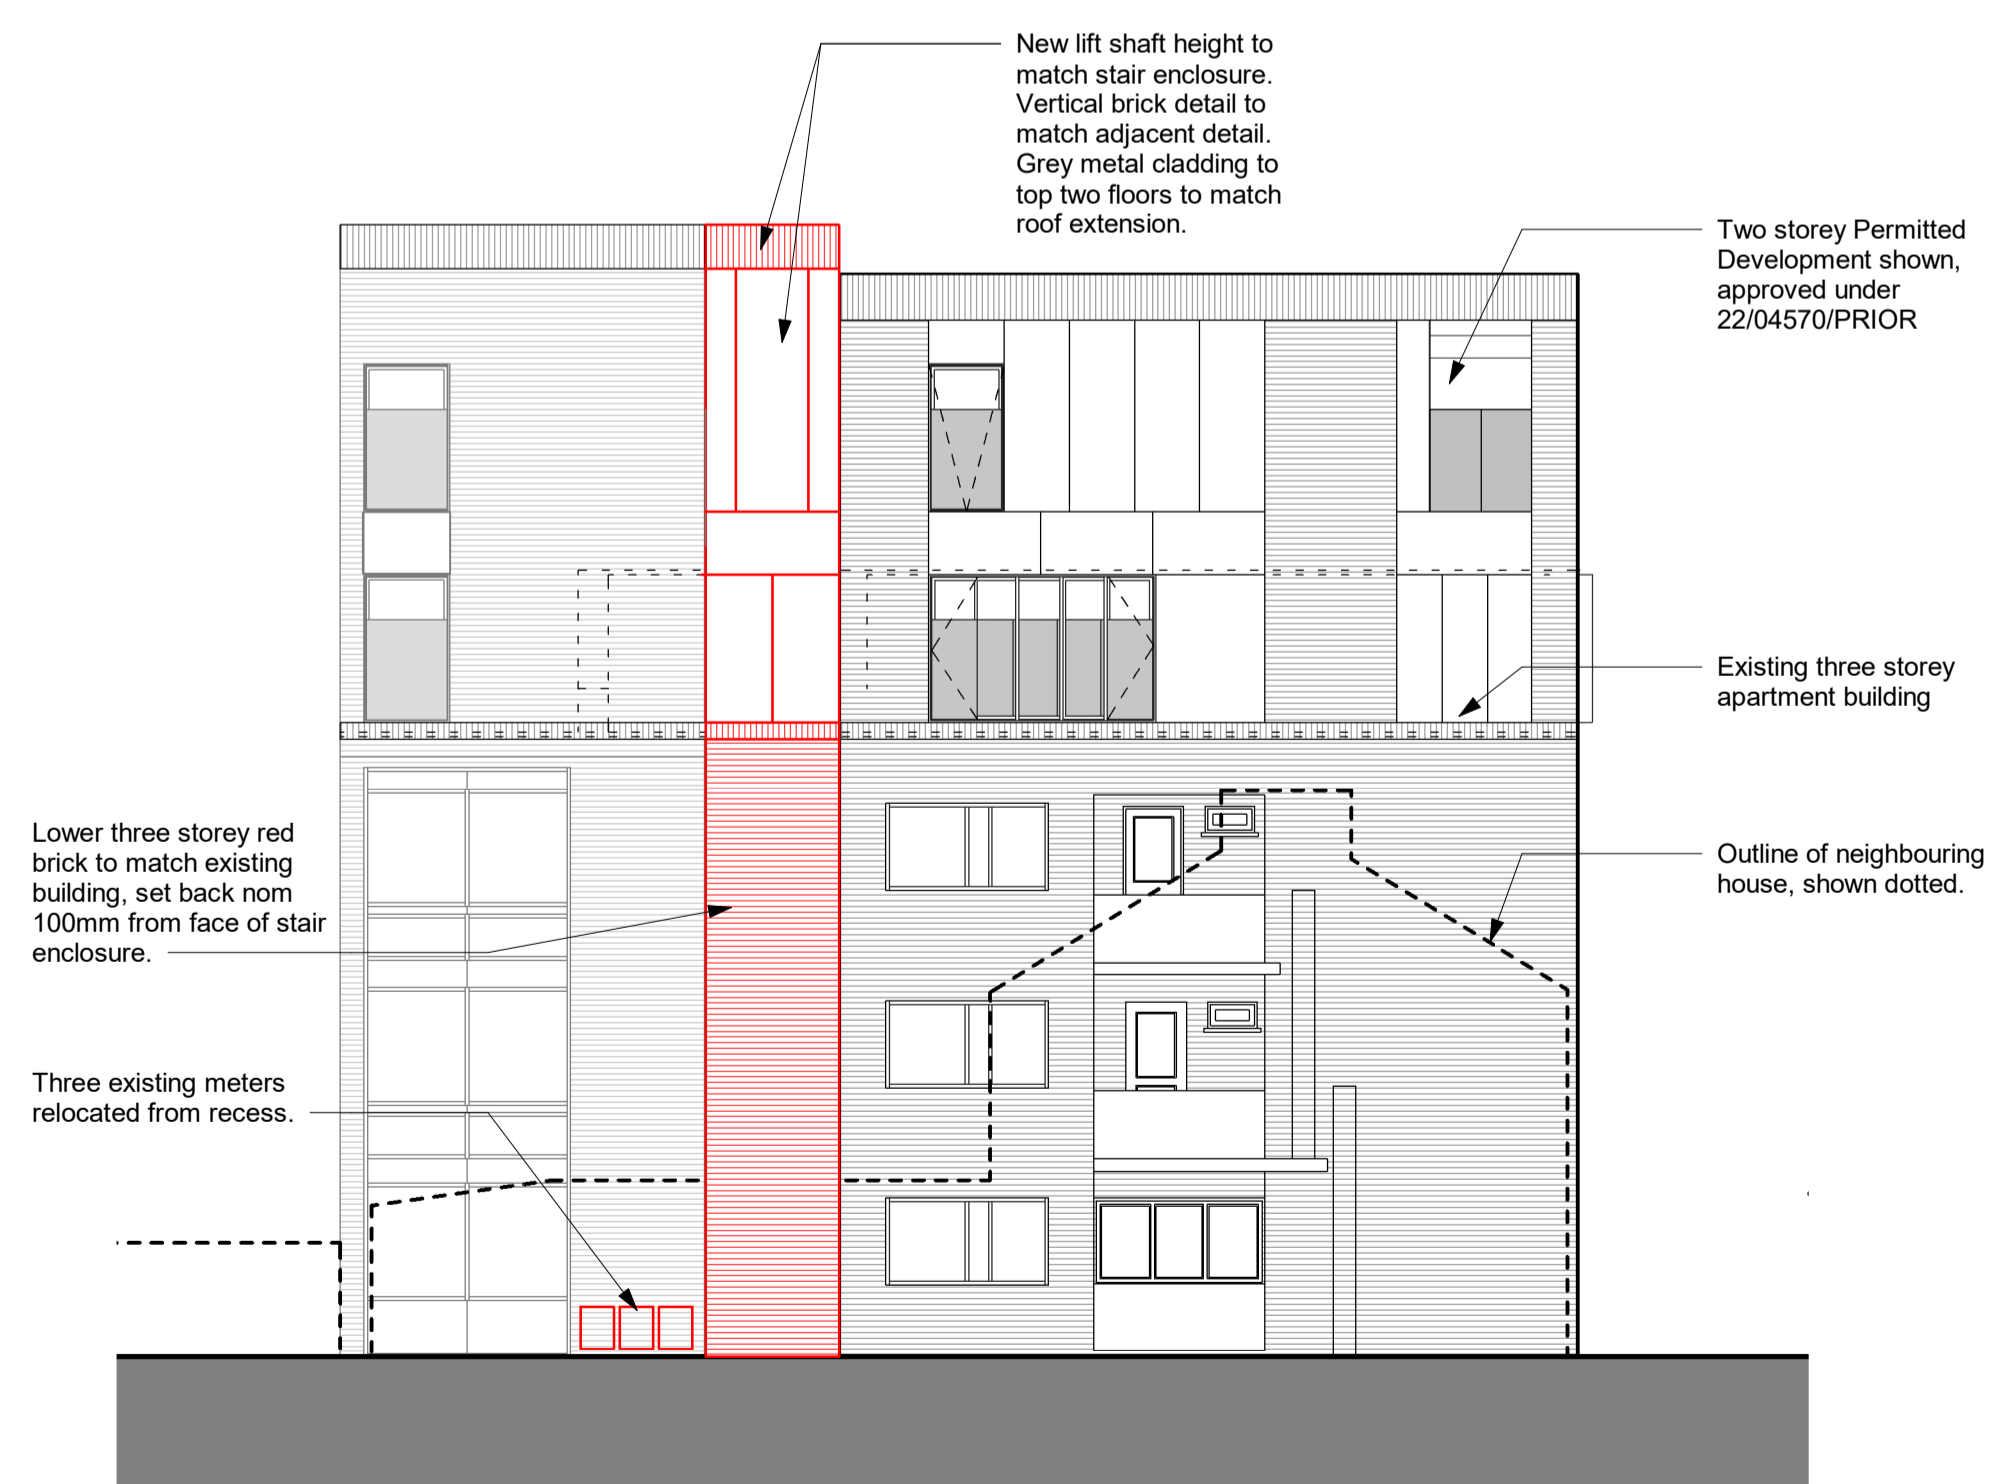 New lift shaft height to
match stair enclosure.
Vertical brick detail to
match adjacent detail.
Grey metal cladding to
top two floors to match
roof extension.
Two storey Permitted
Development shown,
approved under
22/04570/PRIOR
Existing three storey
apartment building
Lower three storey red
brick to match existing
building, set back nom
100mm from face of stair
enclosure.
Outline of neighbouring
house, shown dotted.
Three existing meters
relocated from recess.